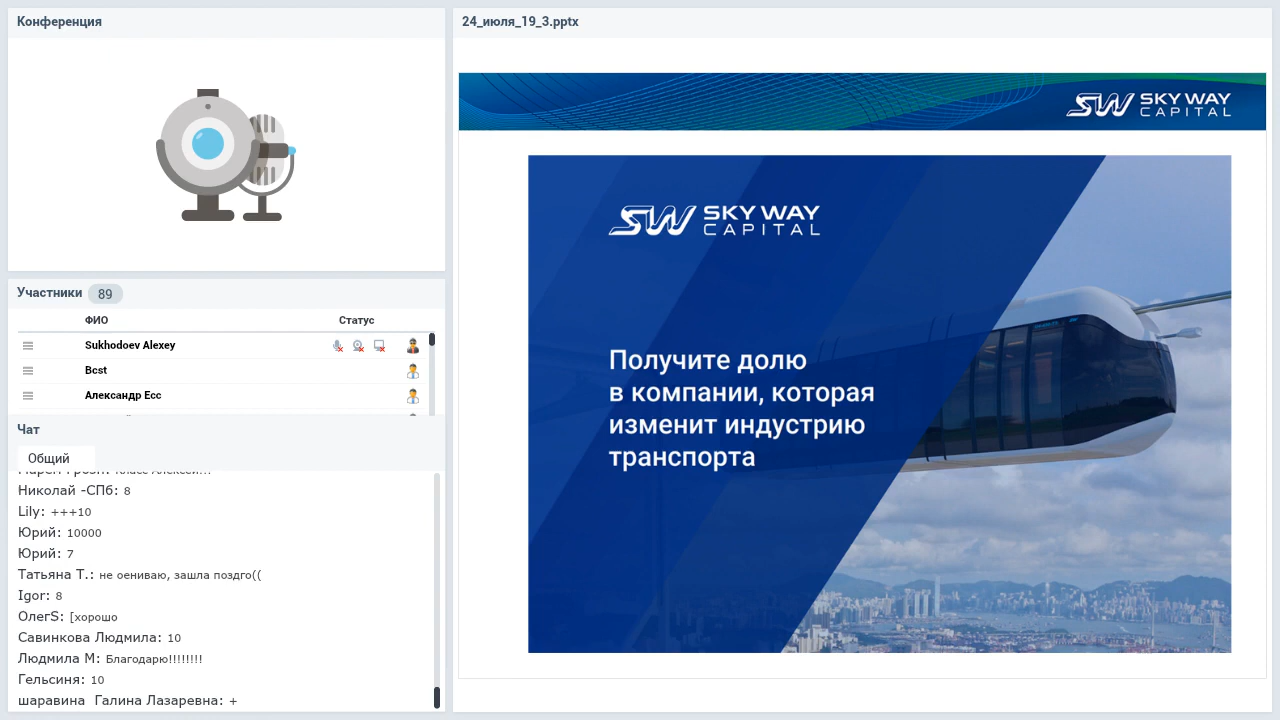 Конференция
Участники 89
ФИО Статус
Sukhodoev Alexey
Bcst
Александр Есс
Чат
Общий
Николай -СПб: 8
Lily: +++10
Юрий: 10000
Юрий: 7
Татьяна Т.: не оениваю, зашла поздго((
Igor: 8
ОлегS: [хорошо
Савинкова Людмила: 10
Людмила М: Благодарю!!!!!!!!
Гельсиня: 10
шаравина Галина Лазаревна: +
24_июля_19_3.pptx
SW SKY WAY
CAPITAL
SW SKY WAY
CAPITAL
Получите долю
в компании, которая
изменит индустрию
транспорта